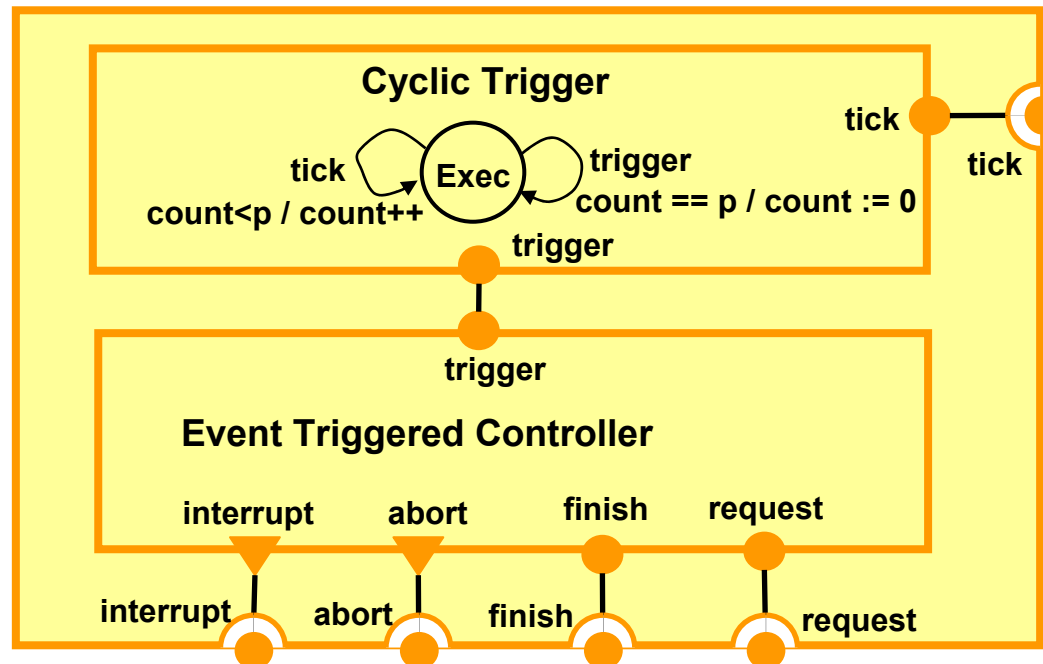 Cyclic Trigger
tick
tick
tick
Exec
trigger
count<p / count++
count == p / count := 0
trigger
trigger
Event Triggered Controller
interrupt
abort
finish
request
interrupt
abort
finish
request